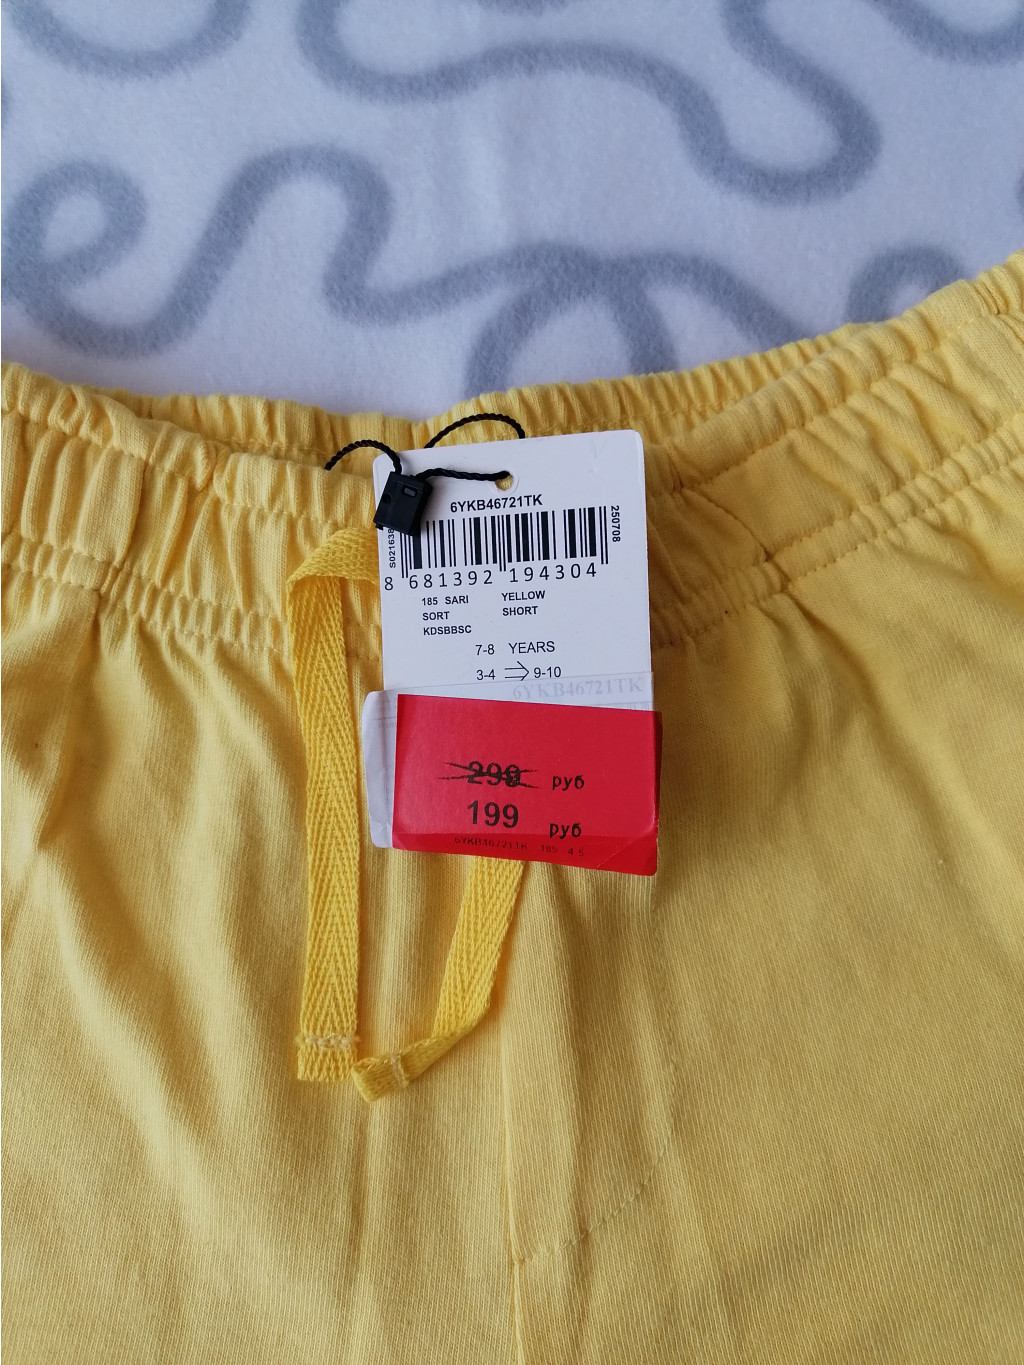 6YKB46721TK
250708
8 681392 194304
185 SARI YELLOW
SORT SHORT
KDSBBSC
7-8 YEARS
3-4 → 9-10
6YKB46721TK
299 руб
199 руб
6YKB46721TK 185 4 5